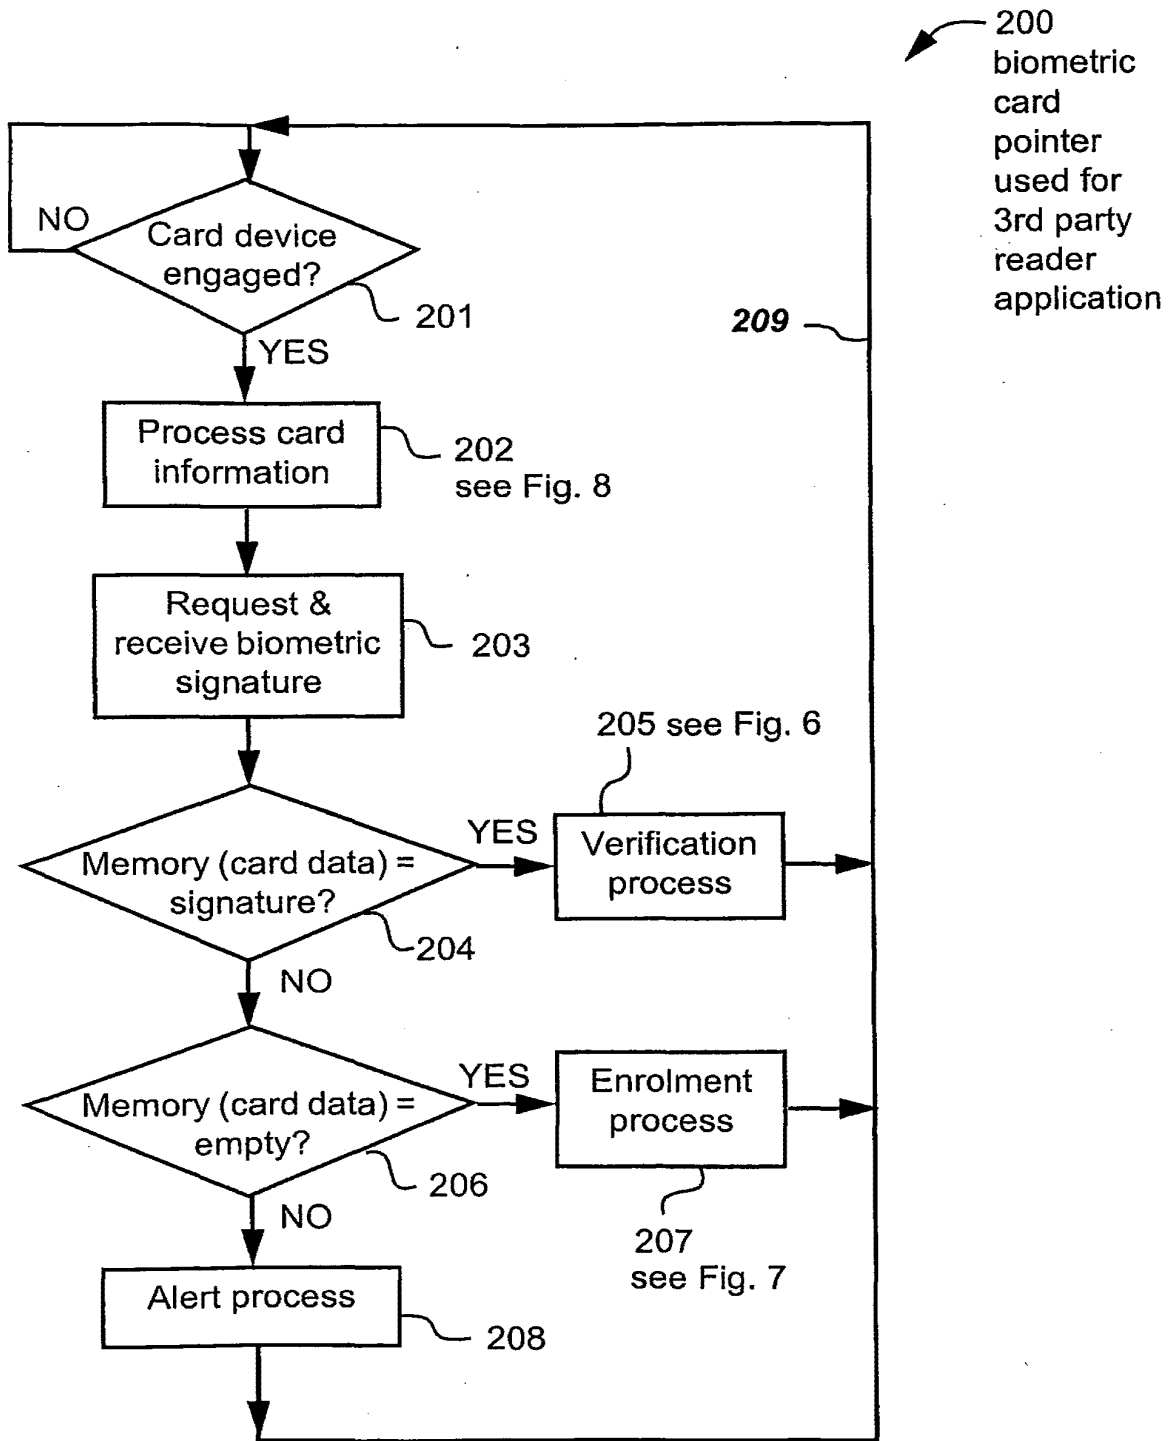 200
biometric
card
pointer
used for
3rd party
reader
application
NO
Card device
engaged?
201
209
YES
Process card
information
202
see Fig. 8
Request &
receive biometric
signature
203
205 see Fig. 6
YES
Verification
process
Memory (card data) =
signature?
204
NO
YES
Enrolment
process
Memory (card data) =
empty?
206
NO
207
see Fig. 7
Alert process
208